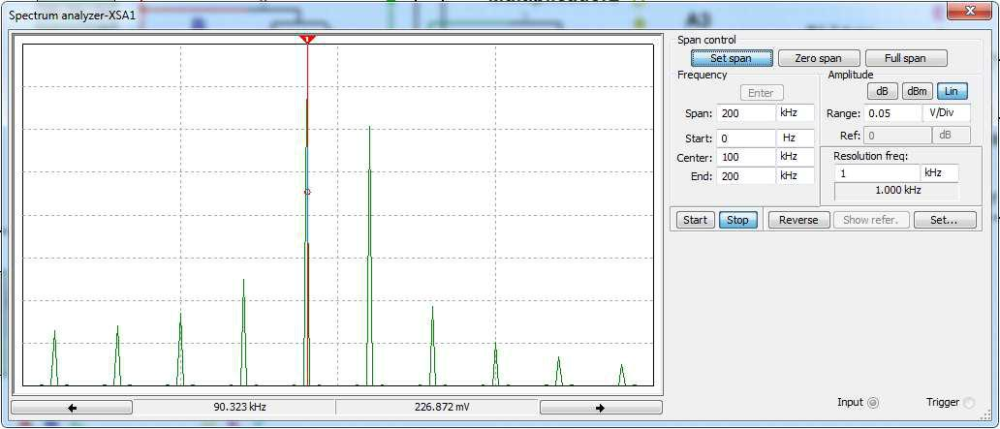 Spectrum analyzer-XSA1
A3
1
Span control
Set span
Zero span
Full span
Frequency
Enter
Span: 200 kHz
Start: 0 Hz
Center: 100 kHz
End: 200 kHz
Amplitude
dB dBm Lin
Range: 0.05 V/Div
Ref: 0 dB
Resolution freq:
1 kHz
1.000 kHz
Start Stop Reverse Show refer. Set...
90.323 kHz 226.872 mV
Input Trigger